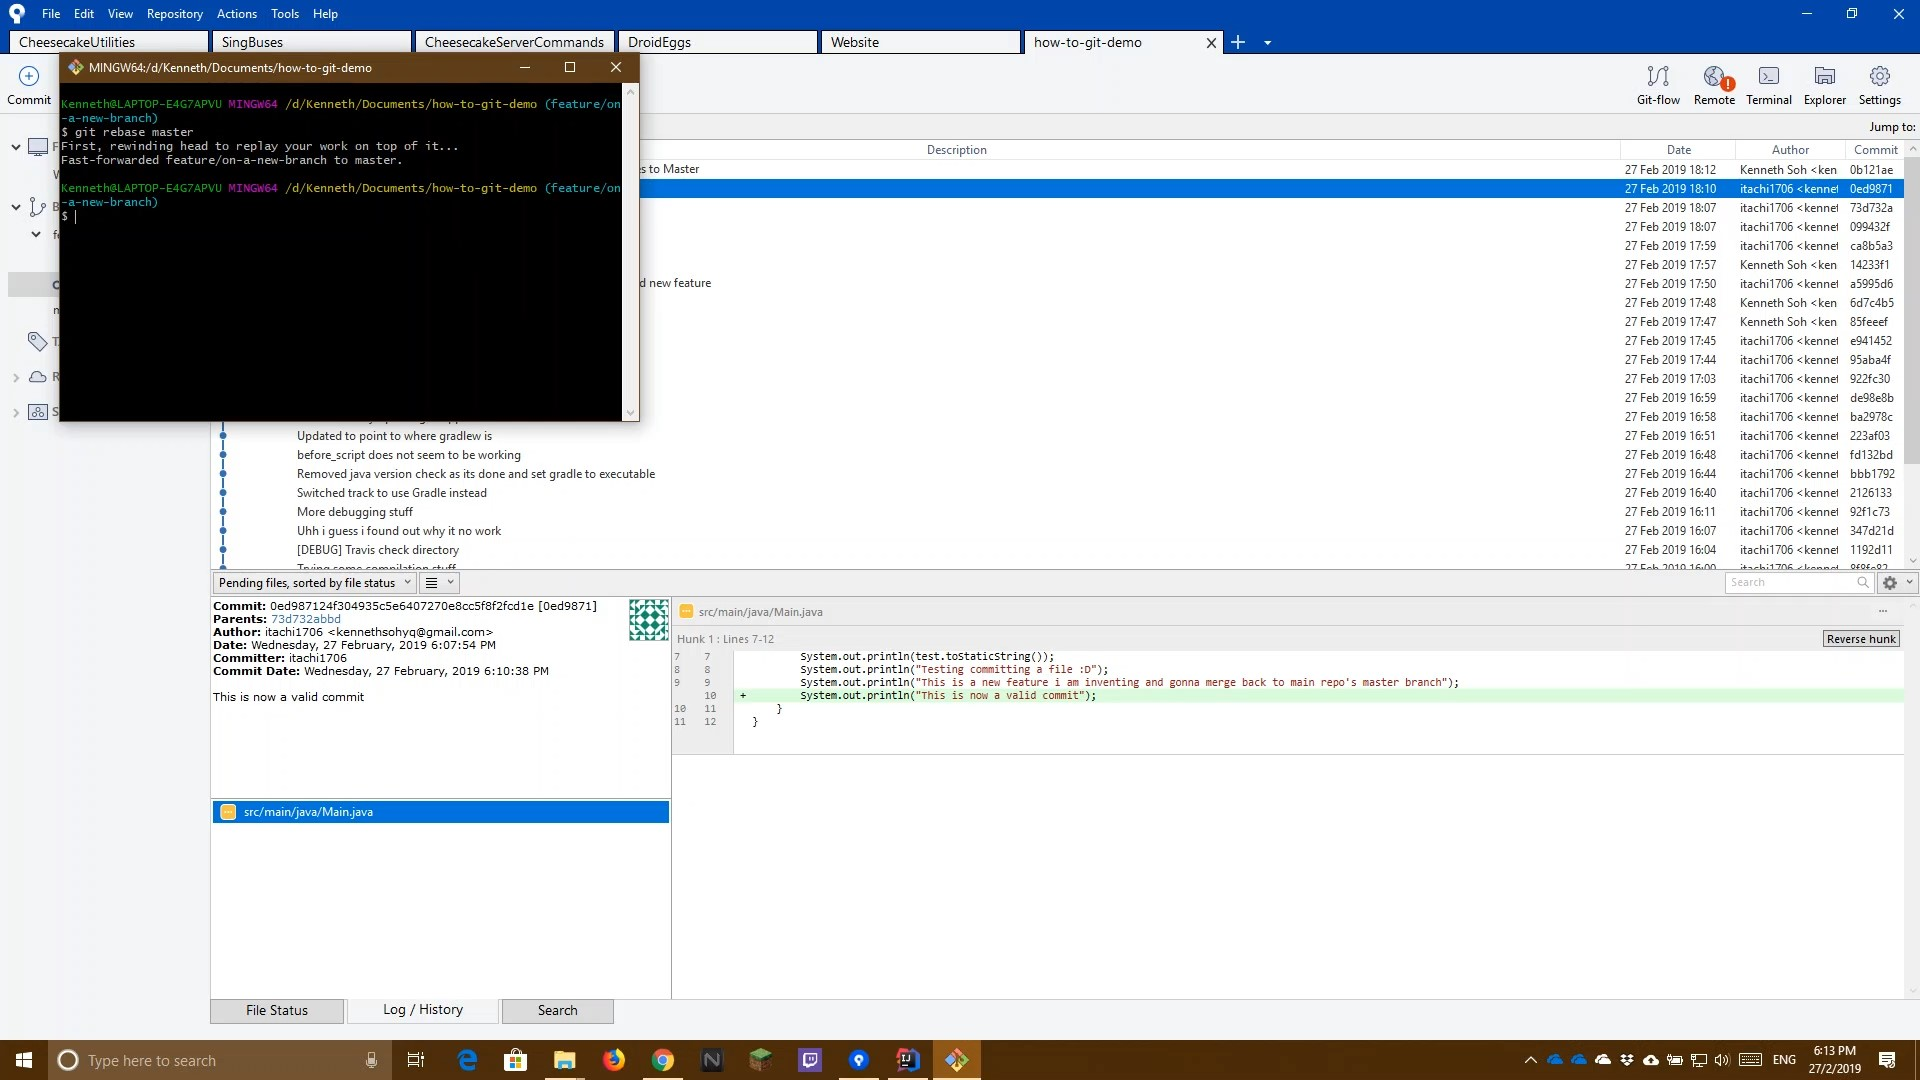 File Edit View Repository Actions Tools Help
CheesecakeUtilities SingBuses CheesecakeServerCommands DroidEggs Website how-to-git-demo
MINGW64:/d/Kenneth/Documents/how-to-git-demo
Commit Git-flow Remote Terminal Explorer Settings
Kenneth@LAPTOP-E4G7APVU MINGW64 /d/Kenneth/Documents/how-to-git-demo (feature/on
-a-new-branch)
$ git rebase master
First, rewinding head to replay your work on top of it...
Fast-forwarded feature/on-a-new-branch to master.
Kenneth@LAPTOP-E4G7APVU MINGW64 /d/Kenneth/Documents/how-to-git-demo (feature/on
-a-new-branch)
$
Jump to:
Description Date Author Commit
to Master 27 Feb 2019 18:12 Kenneth Soh <ken 0b121ae
27 Feb 2019 18:10 itachi1706 <kennet 0ed9871
27 Feb 2019 18:07 itachi1706 <kennet 73d732a
27 Feb 2019 18:07 itachi1706 <kennet 099432f
27 Feb 2019 17:59 itachi1706 <kennet ca8b5a3
27 Feb 2019 17:57 Kenneth Soh <ken 14233f1
new feature 27 Feb 2019 17:50 itachi1706 <kennet a5995d6
27 Feb 2019 17:48 Kenneth Soh <ken 6d7c4b5
27 Feb 2019 17:47 Kenneth Soh <ken 85feeef
27 Feb 2019 17:45 itachi1706 <kennet e941452
27 Feb 2019 17:44 itachi1706 <kennet 95aba4f
27 Feb 2019 17:03 itachi1706 <kennet 922fc30
27 Feb 2019 16:59 itachi1706 <kennet de98e8b
27 Feb 2019 16:58 itachi1706 <kennet ba2978c
Updated to point to where gradlew is 27 Feb 2019 16:51 itachi1706 <kennet 223af03
before_script does not seem to be working 27 Feb 2019 16:48 itachi1706 <kennet fd132bd
Removed java version check as its done and set gradle to executable 27 Feb 2019 16:44 itachi1706 <kennet bbb1792
Switched track to use Gradle instead 27 Feb 2019 16:40 itachi1706 <kennet 2126133
More debugging stuff 27 Feb 2019 16:11 itachi1706 <kennet 92f1c73
Uhh i guess i found out why it no work 27 Feb 2019 16:07 itachi1706 <kennet 347d21d
[DEBUG] Travis check directory 27 Feb 2019 16:04 itachi1706 <kennet 1192d11
Trying some compilation stuff 27 Feb 2019 16:00 itachi1706 <kennet
Pending files, sorted by file status Search
Commit: 0ed987124f304935c5e6407270e8cc5f8f2fcd1e [0ed9871]
Parents: 73d732abbd
Author: itachi1706 <kennethsohyq@gmail.com>
Date: Wednesday, 27 February, 2019 6:07:54 PM
Committer: itachi1706
Commit Date: Wednesday, 27 February, 2019 6:10:38 PM
This is now a valid commit
src/main/java/Main.java
src/main/java/Main.java ...
Hunk 1 : Lines 7-12 Reverse hunk
7 7 System.out.println(test.toStaticString());
8 8 System.out.println("Testing committing a file :D");
9 9 System.out.println("This is a new feature i am inventing and gonna merge back to main repo's master branch");
10 + System.out.println("This is now a valid commit");
10 11 }
11 12 }
File Status Log / History Search
Type here to search ENG 6:13 PM
27/2/2019